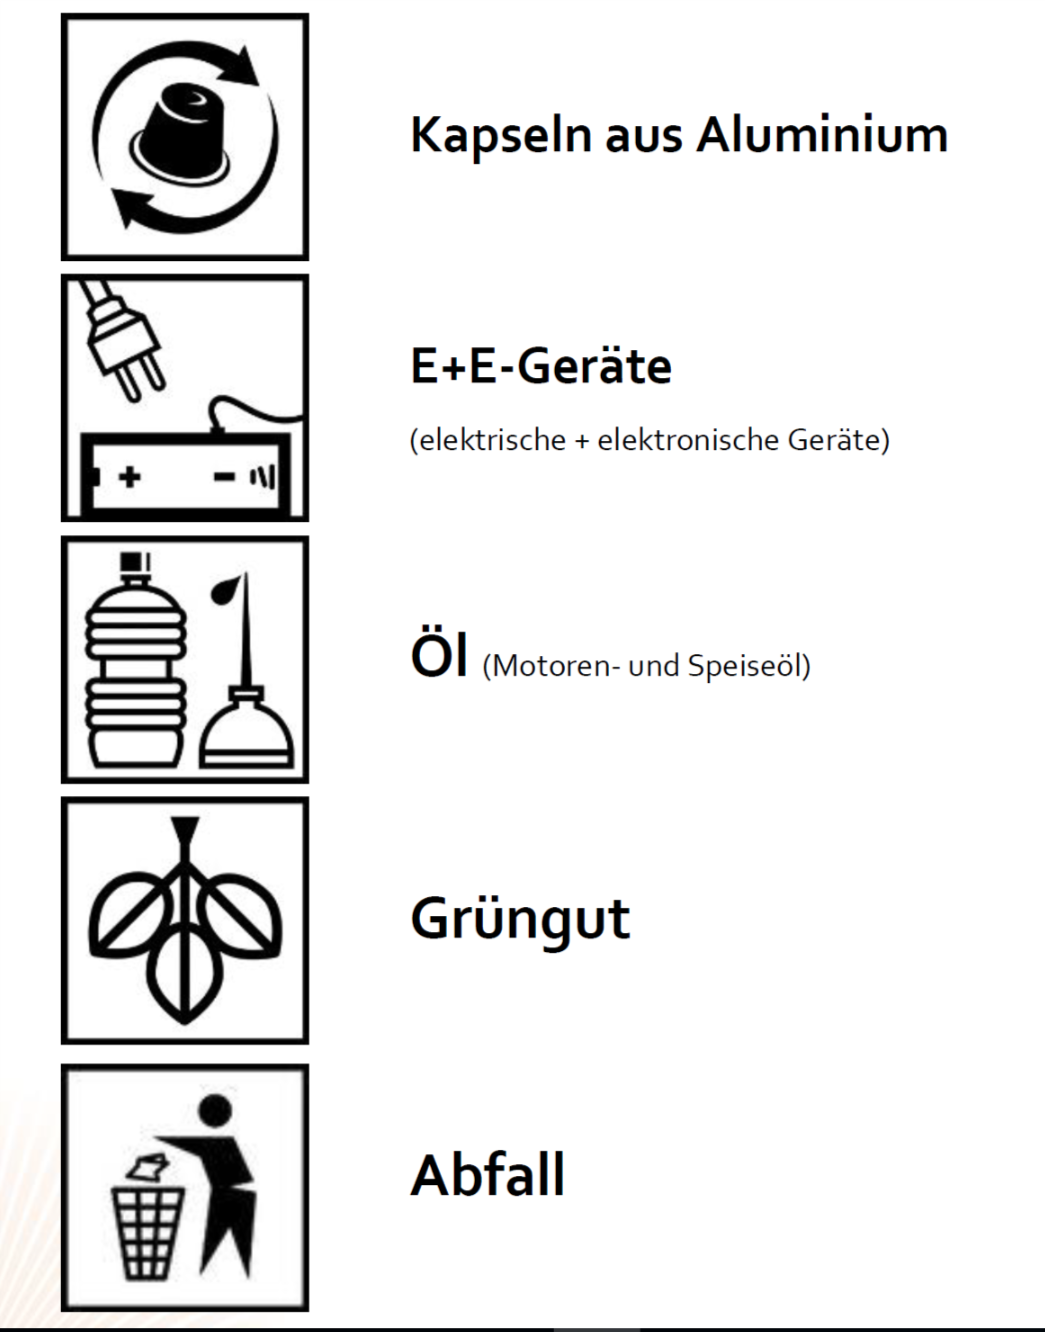 Kapseln aus Aluminium
E+E-Geräte
(elektrische + elektronische Geräte)
Öl (Motoren- und Speiseöl)
Grüngut
Abfall